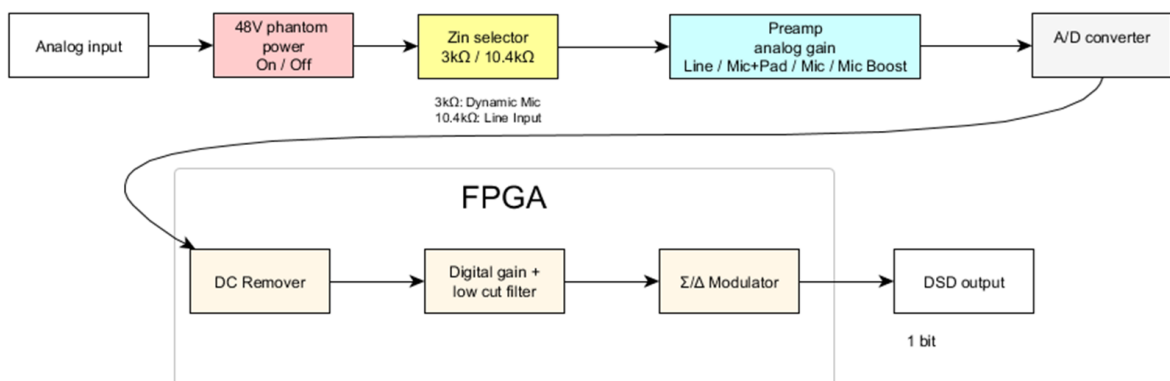 Analog input
48V phantom
power
On / Off
Zin selector
3kΩ / 10.4kΩ
Preamp
analog gain
Line / Mic+Pad / Mic / Mic Boost
A/D converter
3kΩ: Dynamic Mic
10.4kΩ: Line Input
FPGA
DC Remover
Digital gain +
low cut filter
Σ/Δ Modulator
DSD output
1 bit